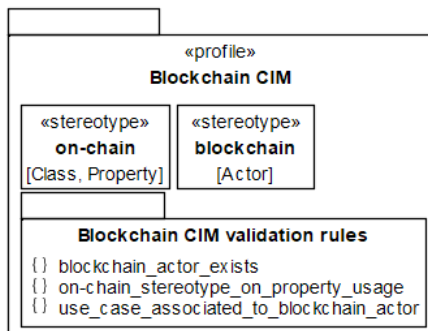 «profile»
Blockchain CIM
«stereotype»
on-chain
[Class, Property]
«stereotype»
blockchain
[Actor]
Blockchain CIM validation rules
{ } blockchain_actor_exists
{ } on-chain_stereotype_on_property_usage
{ } use_case_associated_to_blockchain_actor